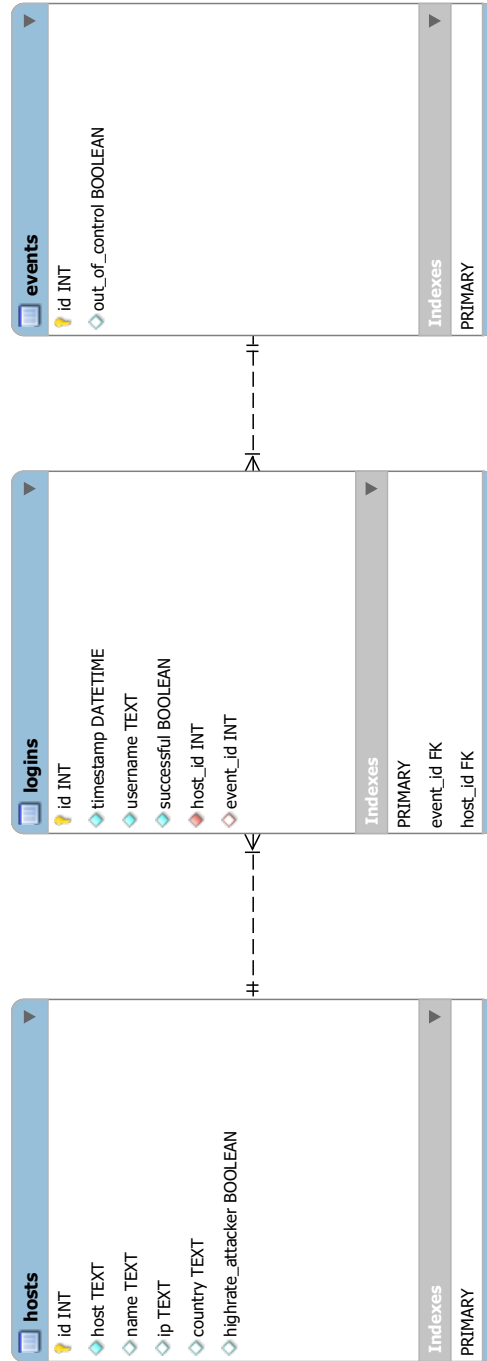 hosts
id INT
host TEXT
name TEXT
ip TEXT
country TEXT
highrate_attacker BOOLEAN
Indexes
PRIMARY
logins
id INT
timestamp DATETIME
username TEXT
successful BOOLEAN
host_id INT
event_id INT
Indexes
PRIMARY
event_id FK
host_id FK
events
id INT
out_of_control BOOLEAN
Indexes
PRIMARY